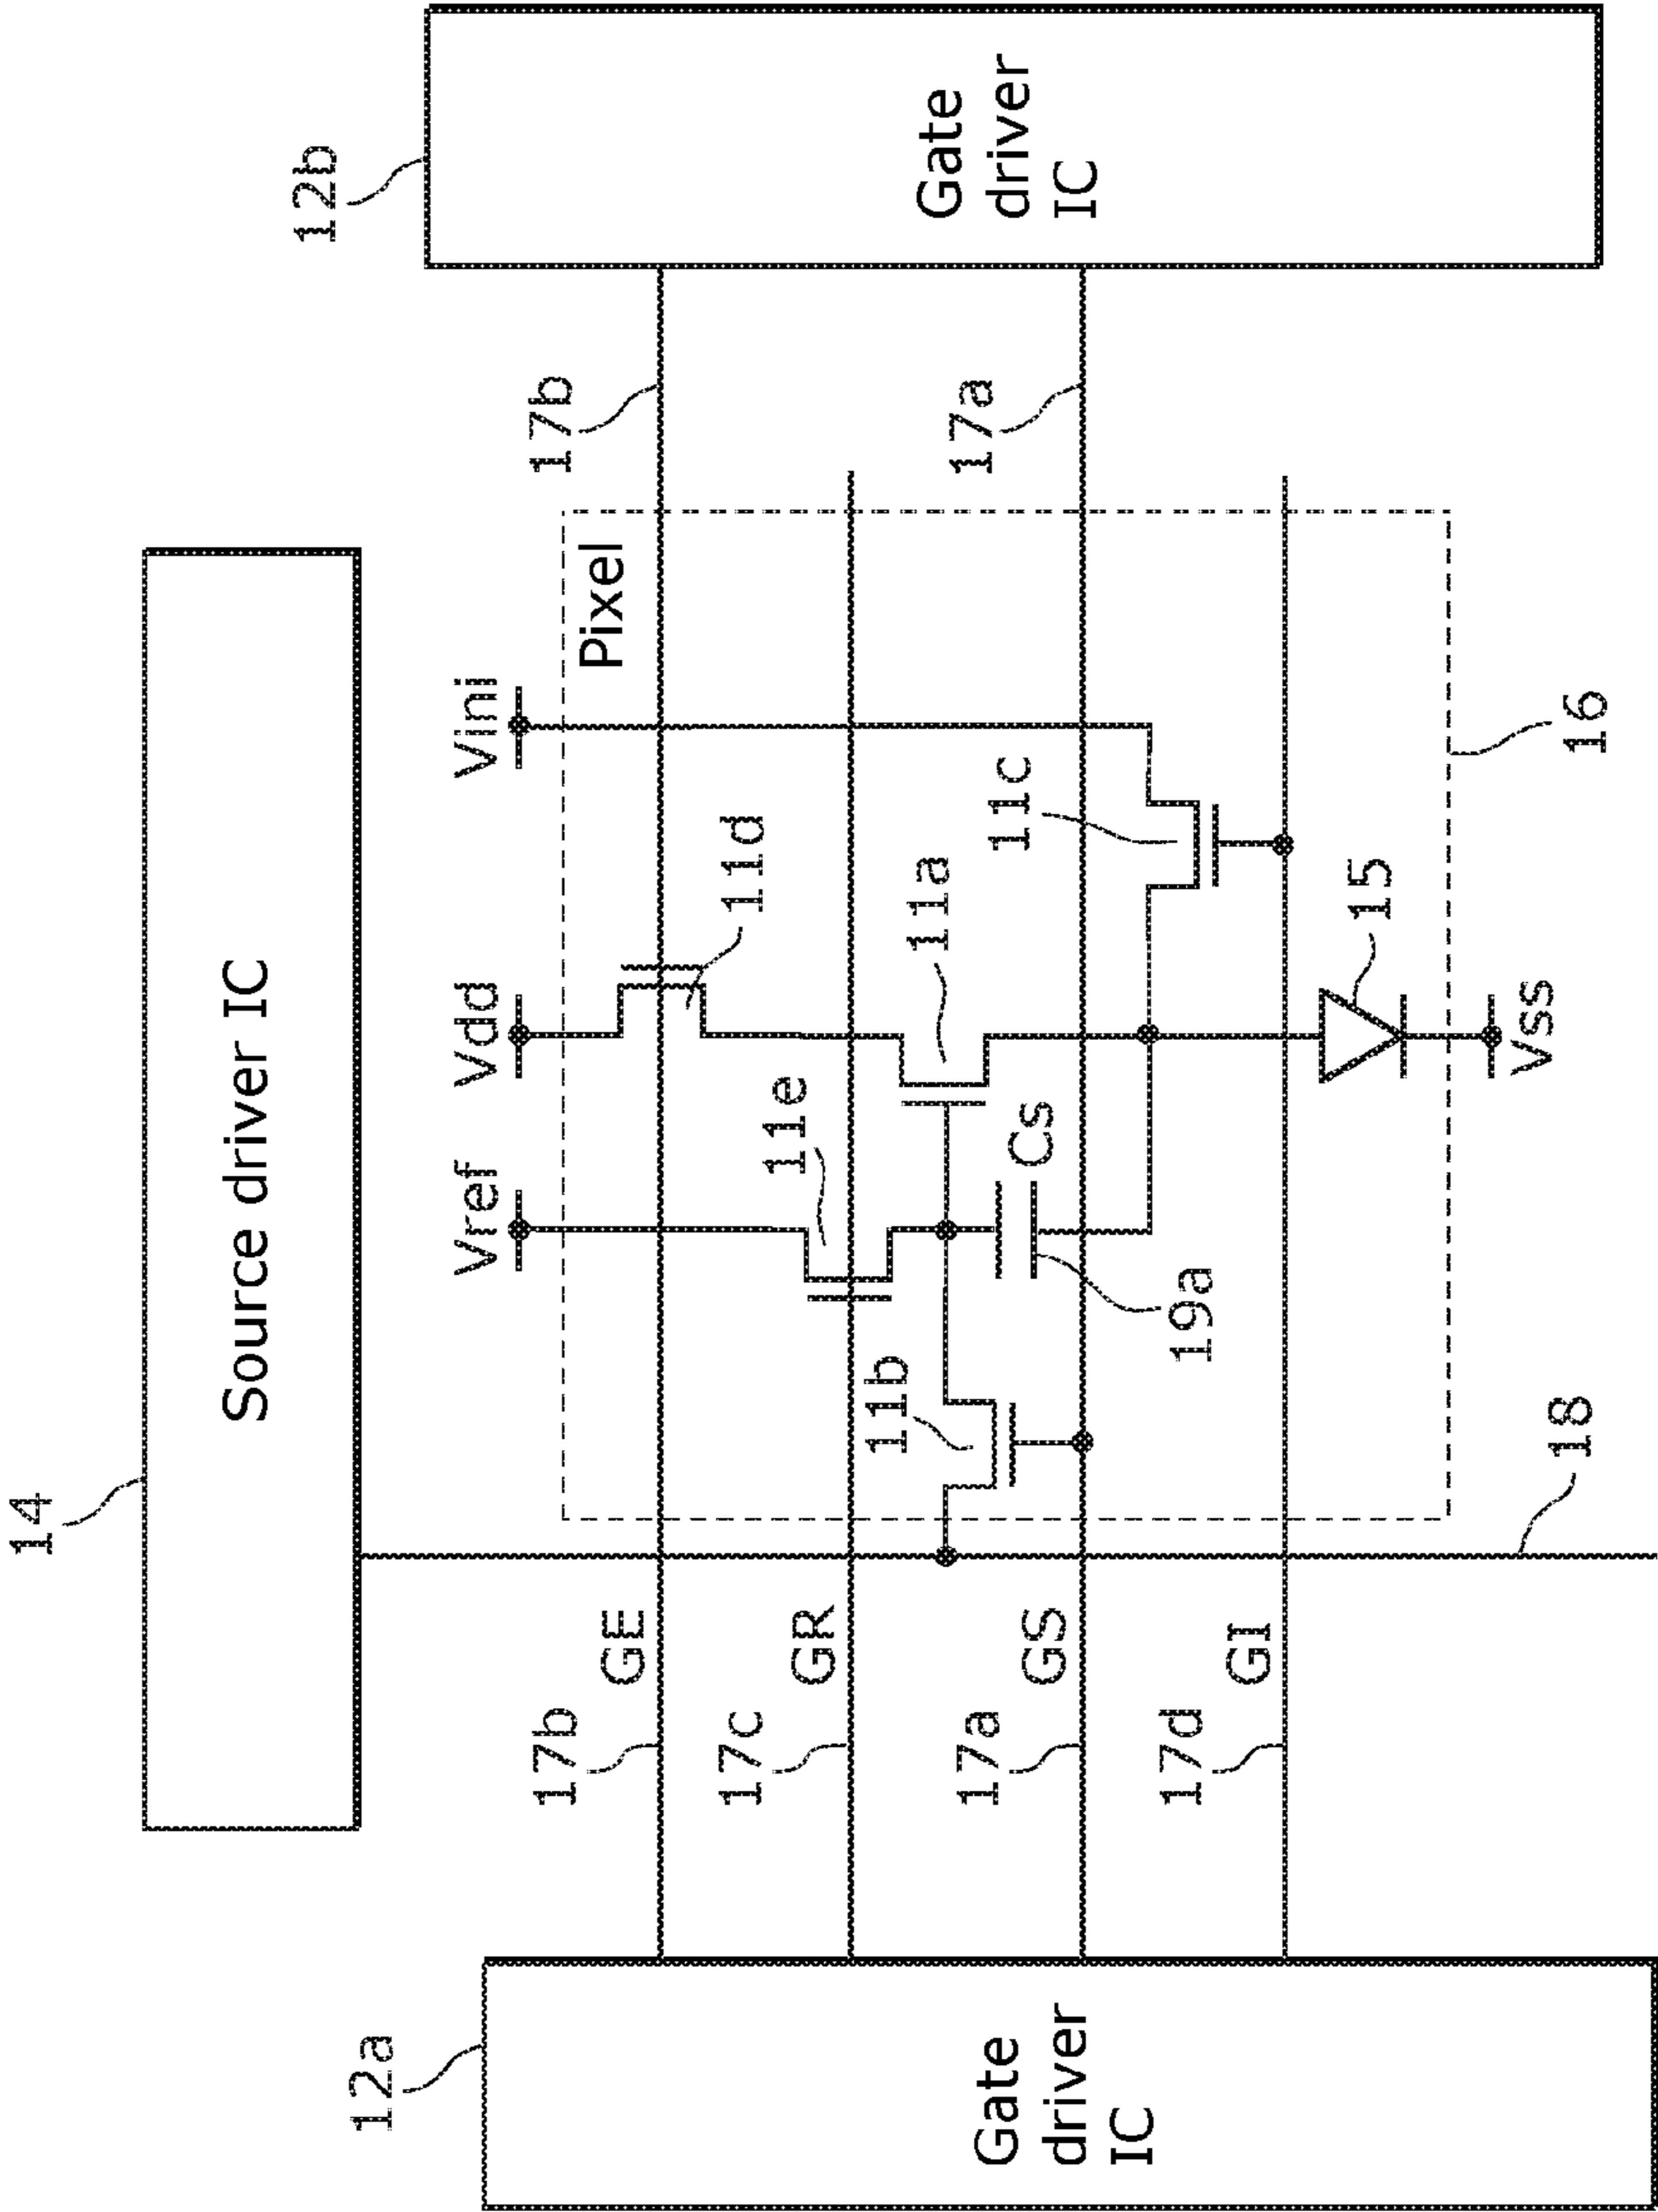 14
Source driver IC
12a
Gate
driver
IC
12b
Gate
driver
IC
Vref
Vdd
Vini
Pixel
17b
GE
17b
11d
17c
GR
11e
11b
11a
17a
GS
Cs
17a
11c
19a
17d
GI
15
18
Vss
16